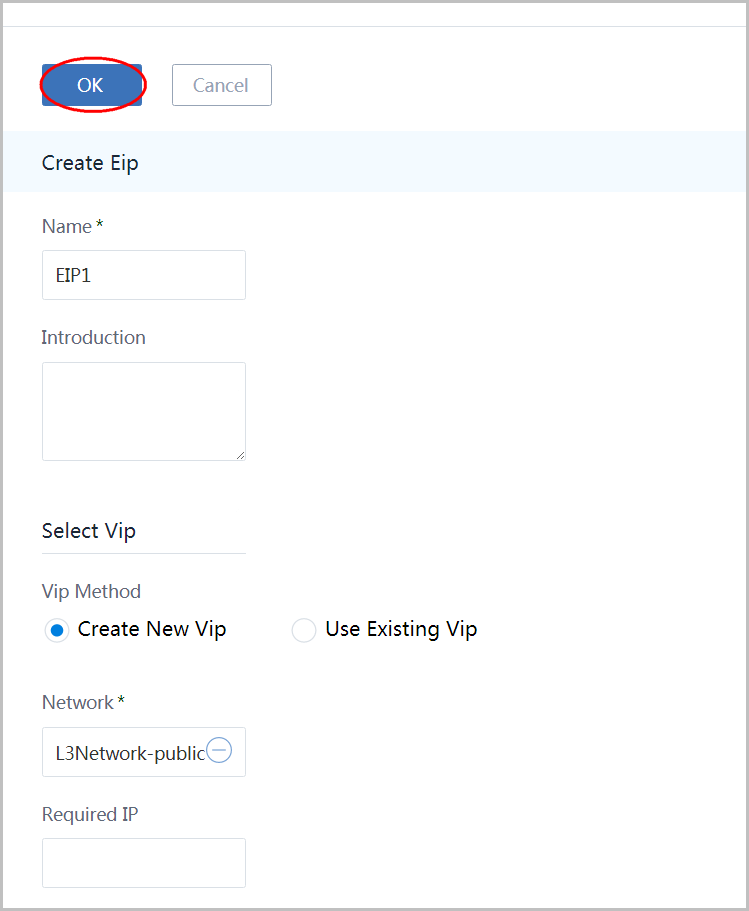 OK Cancel
Create Eip
Name *
EIP1
Introduction
Select Vip
Vip Method
Create New Vip Use Existing Vip
Network *
L3Network-public
Required IP